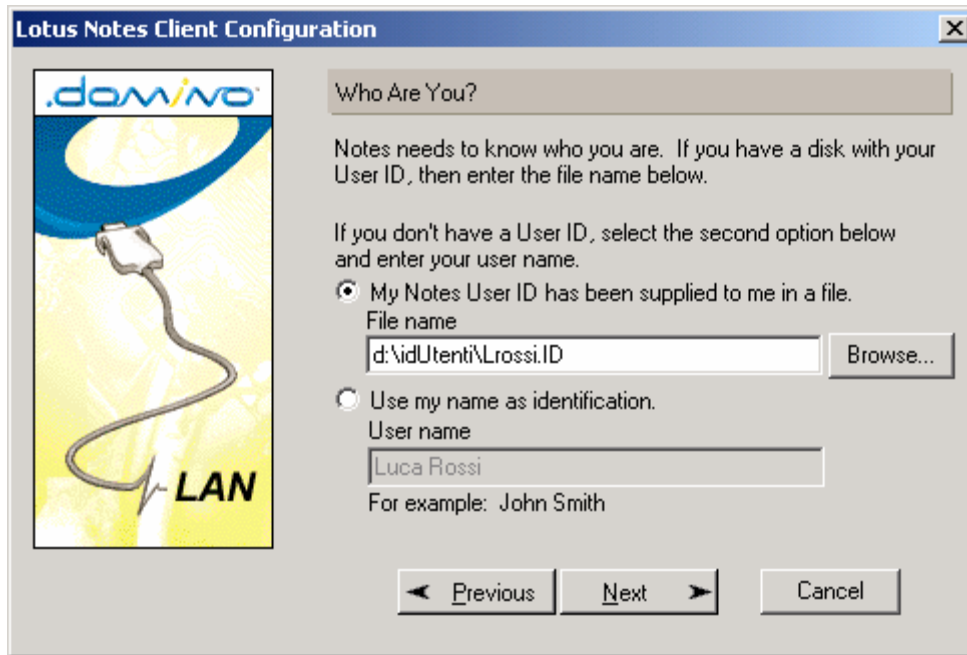 Lotus Notes Client Configuration
.domino
Who Are You?
Notes needs to know who you are.  If you have a disk with your
User ID, then enter the file name below.
If you don't have a User ID, select the second option below
and enter your user name.
My Notes User ID has been supplied to me in a file.
File name
d:\idUtenti\Lrossi.ID
Browse...
Use my name as identification.
User name
Luca Rossi
For example:  John Smith
LAN
Previous
Next
Cancel